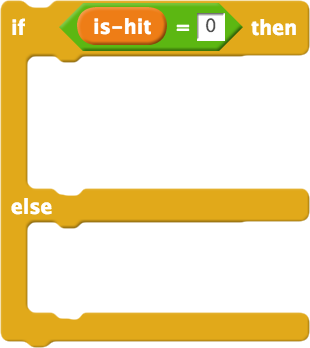 if is-hit = 0 then
else